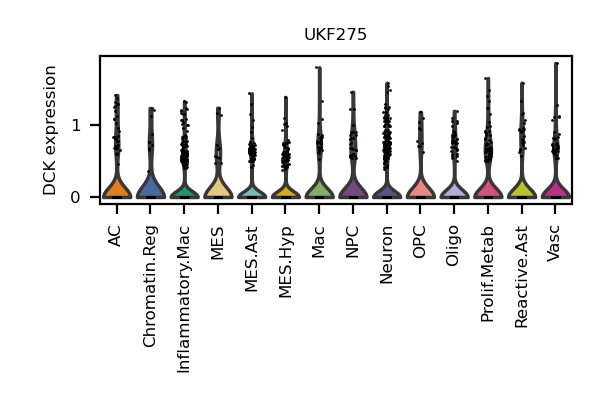 UKF275
DCK expression
1
0
AC
Chromatin.Reg
Inflammatory.Mac
MES
MES.Ast
MES.Hyp
Mac
NPC
Neuron
OPC
Oligo
Prolif.Metab
Reactive.Ast
Vasc